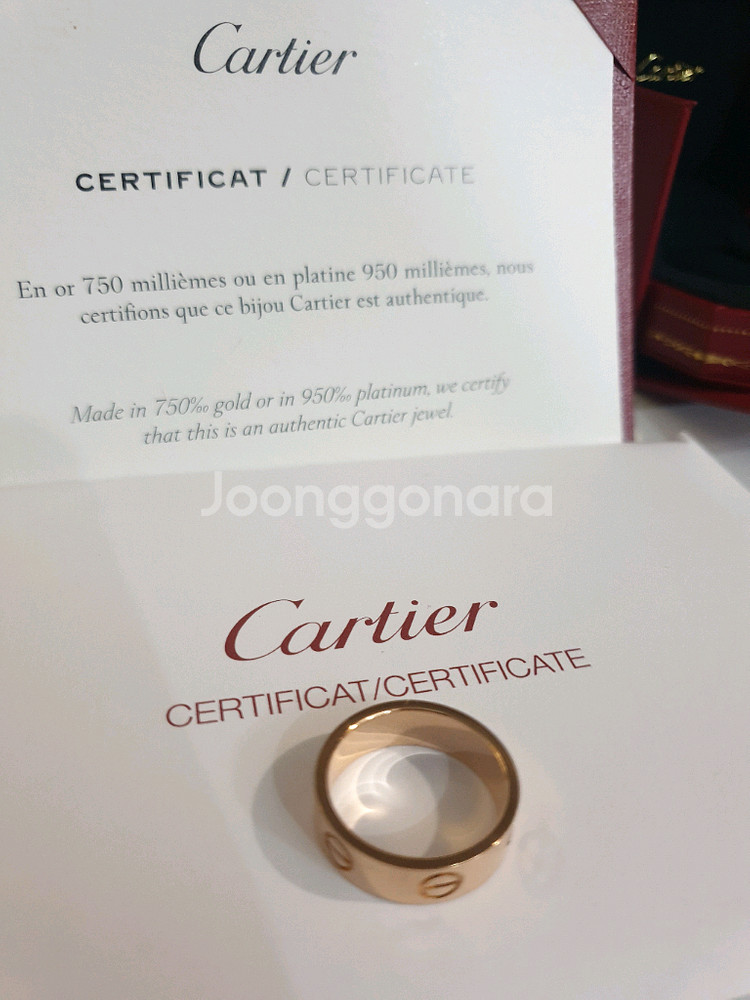 Cartier
Cartier
CERTIFICAT / CERTIFICATE
En or 750 millièmes ou en platine 950 millièmes, nous
certifions que ce bijou Cartier est authentique.
Made in 750‰ gold or in 950‰ platinum, we certify
that this is an authentic Cartier jewel.
Joonggonara
Cartier
CERTIFICAT/CERTIFICATE